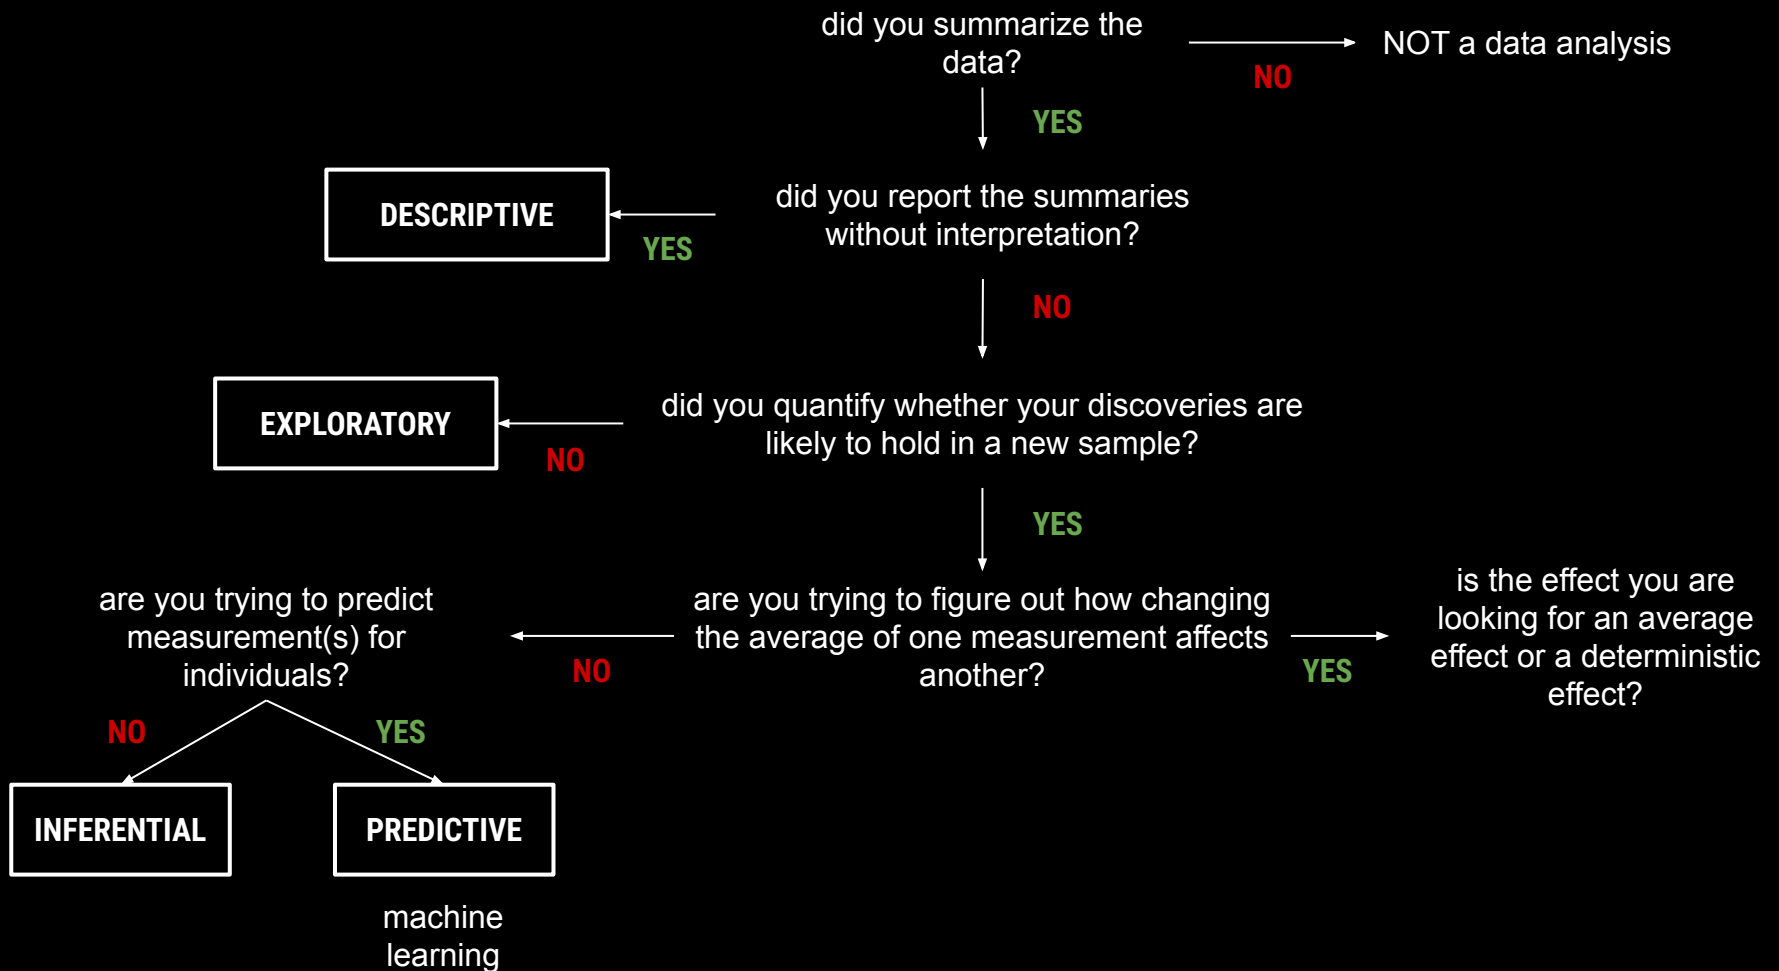 did you summarize the
data?
NOT a data analysis
NO
YES
did you report the summaries
without interpretation?
DESCRIPTIVE
YES
NO
did you quantify whether your discoveries are
likely to hold in a new sample?
EXPLORATORY
NO
YES
are you trying to predict
measurement(s) for
individuals?
are you trying to figure out how changing
the average of one measurement affects
another?
is the effect you are
looking for an average
effect or a deterministic
effect?
NO
YES
NO
YES
INFERENTIAL
PREDICTIVE
machine
learning